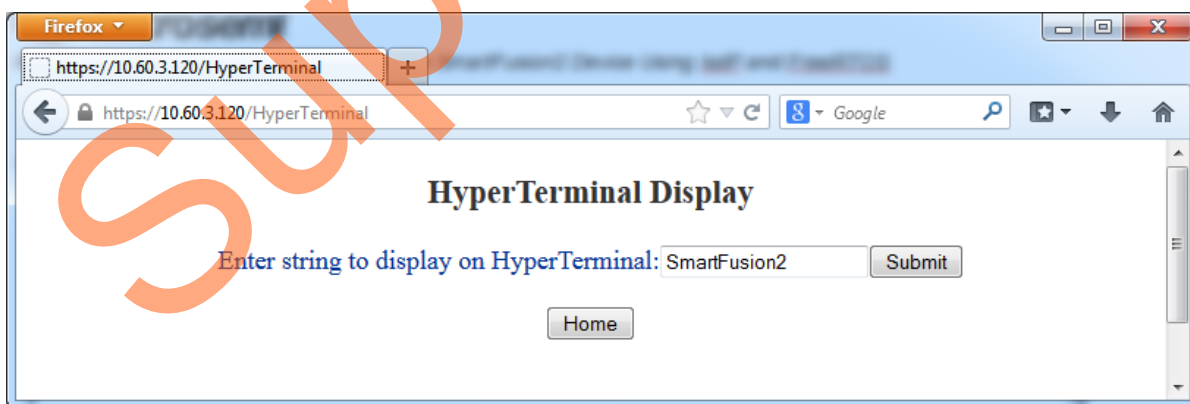 Firefox
https://10.60.3.120/HyperTerminal
+
https://10.60.3.120/HyperTerminal
Google
HyperTerminal Display
Enter string to display on HyperTerminal: SmartFusion2 Submit
Home
Sup